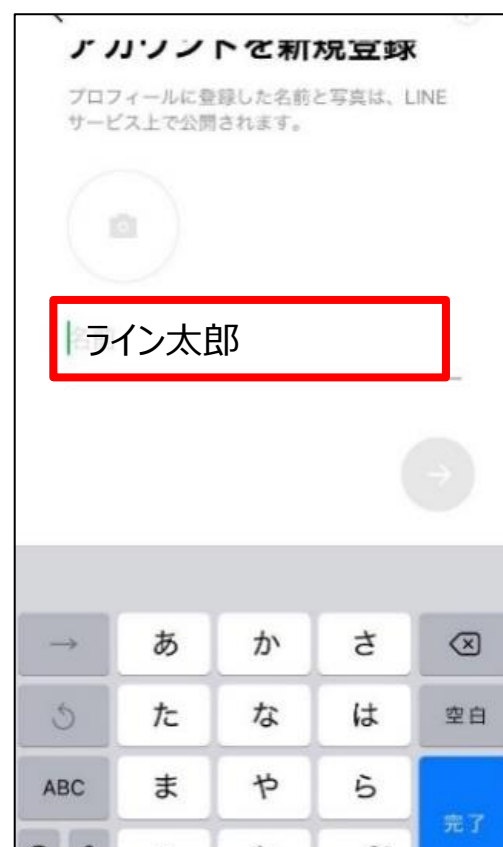 アカウントを新規登録
プロフィールに登録した名前と写真は、LINE
サービス上で公開されます。
ライン太郎
→ あ か さ
た な は 空白
ABC ま や ら
完了